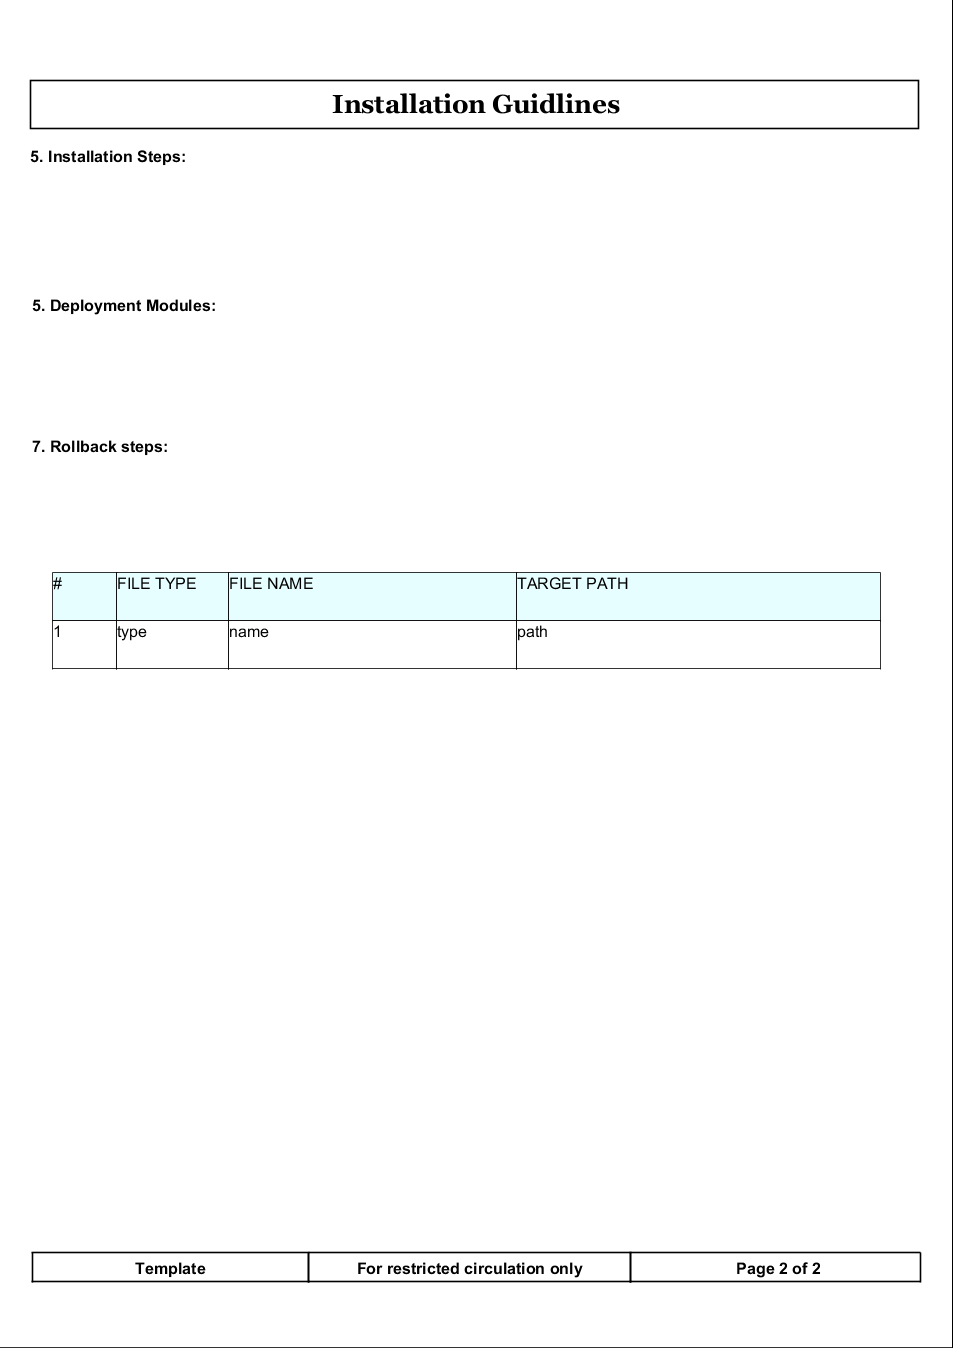 Installation Guidlines
5. Installation Steps:
5. Deployment Modules:
7. Rollback steps:
# FILE TYPE FILE NAME TARGET PATH
1 type name path
Template For restricted circulation only Page 2 of 2